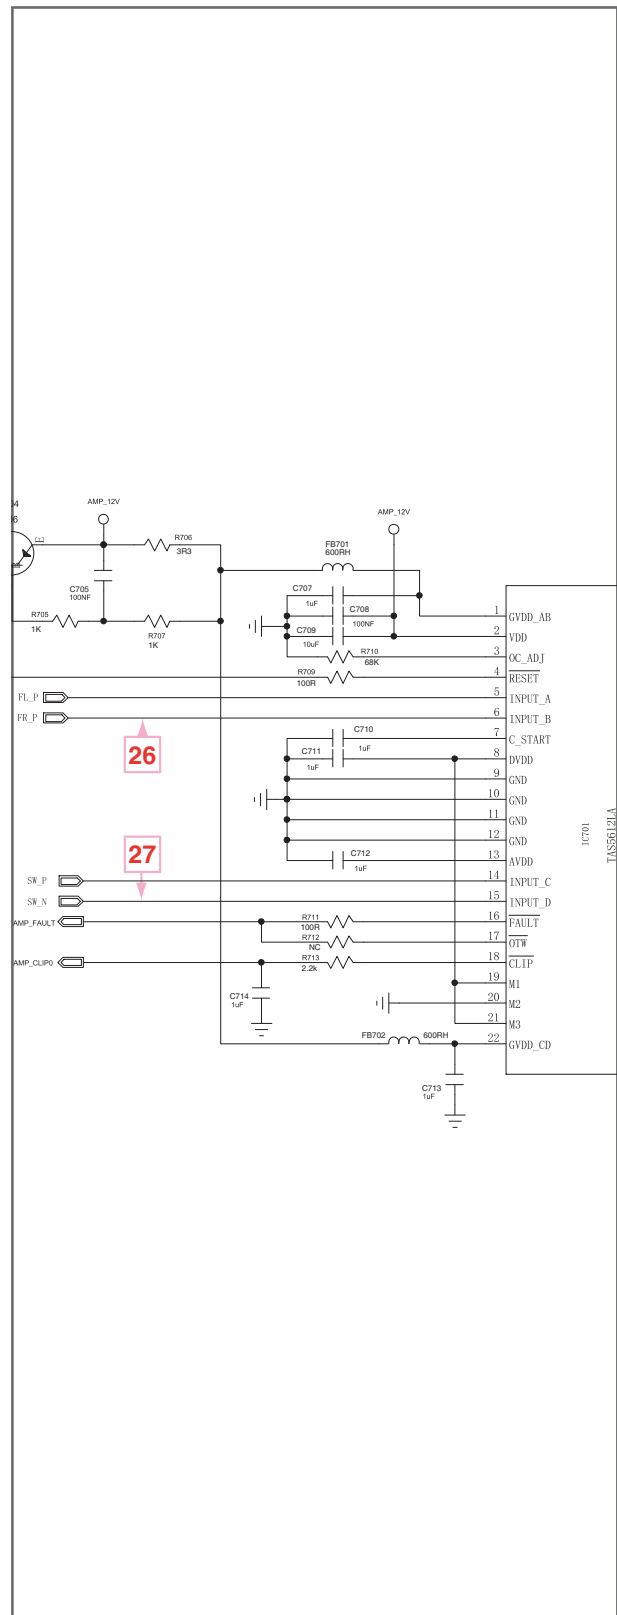 AMP_12V
AMP_12V
E
R706
3R3
FB701
600RH
C705
100NF
C707
1uF
C708
100NF
C709
10uF
R705
1K
R707
1K
R710
68K
R709
100R
1 GVDD_AB
2 VDD
3 OC_ADJ
4 RESET
FL_P 5 INPUT_A
FR_P 6 INPUT_B
26
C710
1uF
7 C_START
C711
1uF
8 DVDD
9 GND
10 GND
11 GND
12 GND
IC701
TAS5612LA
27
C712
1uF
13 AVDD
SW_P 14 INPUT_C
SW_N 15 INPUT_D
AMP_FAULT R711 16 FAULT
100R
R712 17 OTW
NC
AMP_CLIP0 R713 18 CLIP
2.2k
C714
1uF
19 M1
20 M2
21 M3
FB702 600RH 22 GVDD_CD
C713
1uF